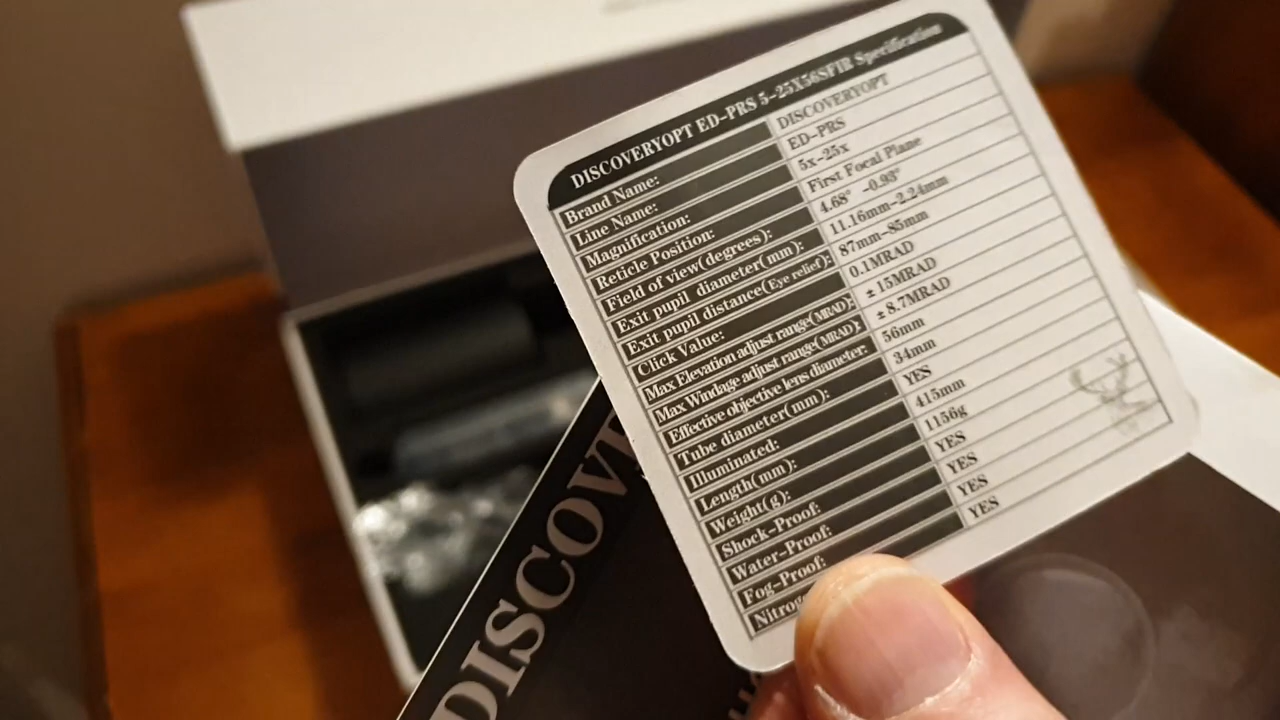 DISCOVERYOPT ED-PRS 5-25X56SFIR Specification
Brand Name: DISCOVERYOPT
Line Name: ED-PRS
Magnification: 5x-25x
Reticle Position: First Focal Plane
Field of view(degrees): 4.68° -0.93°
Exit pupil diameter(mm): 11.16mm-2.24mm
Exit pupil distance(Eye relief): 87mm-85mm
Click Value: 0.1MRAD
Max Elevation adjust range(MRAD): ±15MRAD
Max Windage adjust range(MRAD): ±8.7MRAD
Effective objective lens diameter: 56mm
Tube diameter(mm): 34mm
Illuminated: YES
Length(mm): 415mm
Weight(g): 1156g
Shock-Proof: YES
Water-Proof: YES
Fog-Proof: YES
Nitroge YES
DISCOVE